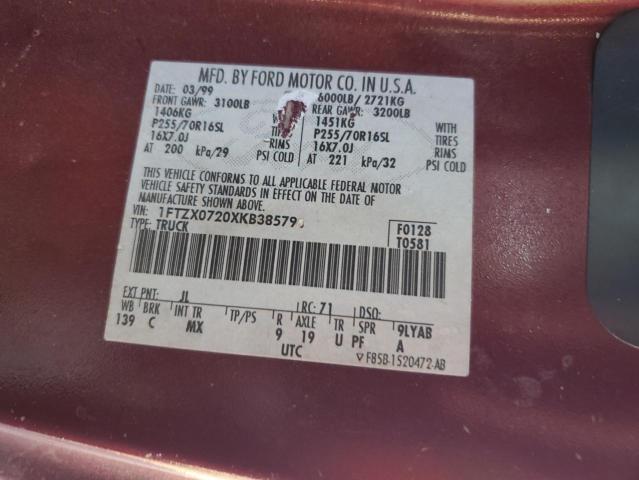 MFD. BY FORD MOTOR CO. IN U.S.A.
DATE: 03/99 6000LB/ 2721KG
FRONT GAWR: 3100LB REAR GAWR: 3200LB
1406KG WITH 1451KG WITH
P255/70R16SL TIRES P255/70R16SL TIRES
16X7.0J RIMS 16X7.0J RIMS
AT 200 kPa/29 PSI COLD AT 221 kPa/32 PSI COLD
THIS VEHICLE CONFORMS TO ALL APPLICABLE FEDERAL MOTOR
VEHICLE SAFETY STANDARDS IN EFFECT ON THE DATE OF
MANUFACTURE SHOWN ABOVE.
VIN: 1FTZX0720XKB38579 F0128
TYPE: TRUCK T0581
EXT PNT: JL RC: 71 DSO:
WB BRK INT TR TP/PS R AXLE TR SPR 9LYAB
139 C MX 9 19 U PF A
UTC
F85B-1520472-AB